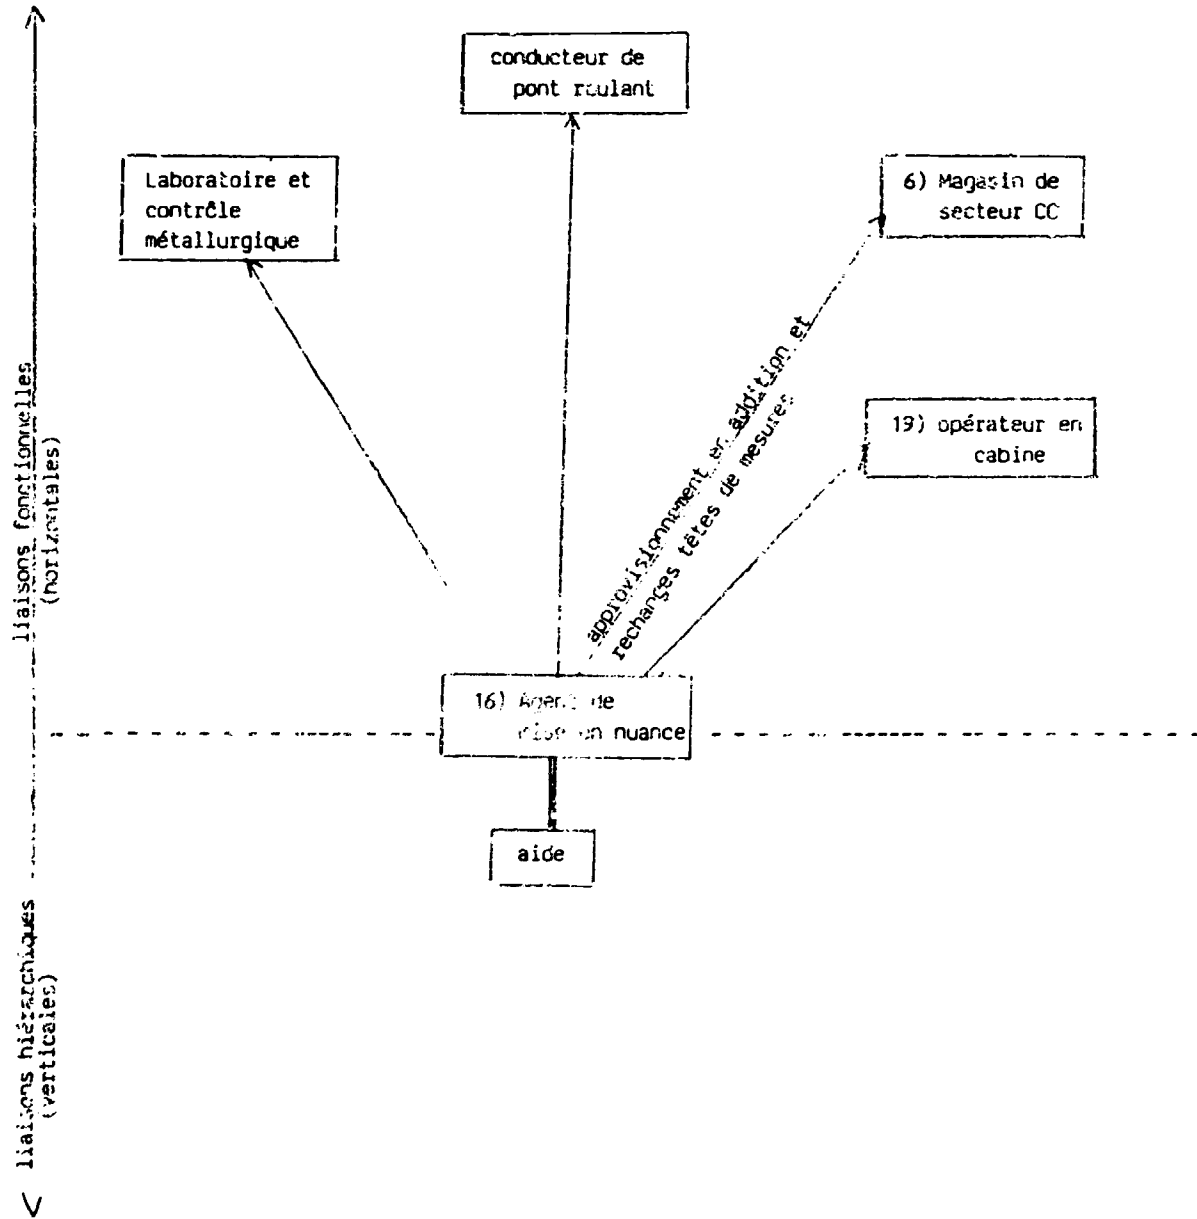 conducteur de
pont roulant
Laboratoire et
contrôle
métallurgique
6) Magasin de
secteur CC
approvisionnement en addition et
rechanges têtes de mesures
19) opérateur en
cabine
liaisons fonctionnelles
(horizontales)
16) Agent de
mise en nuance
aide
liaisons hiérarchiques
(verticales)